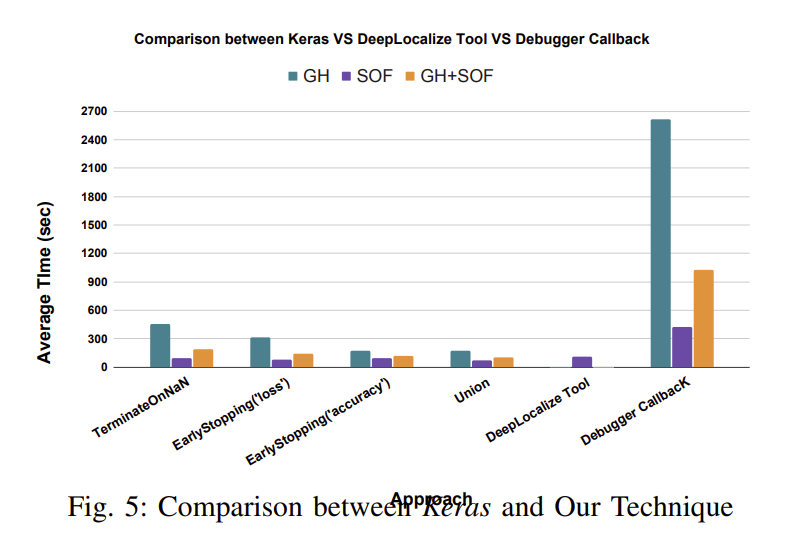 Comparison between Keras VS DeepLocalize Tool VS Debugger Callback
GH SOF GH+SOF
2700
2400
2100
1800
1500
1200
900
600
300
0
Average TIme (sec)
TerminateOnNaN
EarlyStopping('loss')
EarlyStopping('accuracy')
Union
DeepLocalize Tool
Debugger CallbacK
Approach
Fig. 5: Comparison between Keras and Our Technique